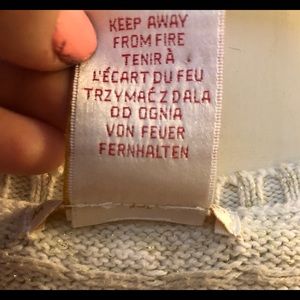 KEEP AWAY
FROM FIRE
TENIR À
L'ÉCART DU FEU
TRZYMAĆ Z DALA
OD OGNIA
VON FEUER
FERNHALTEN